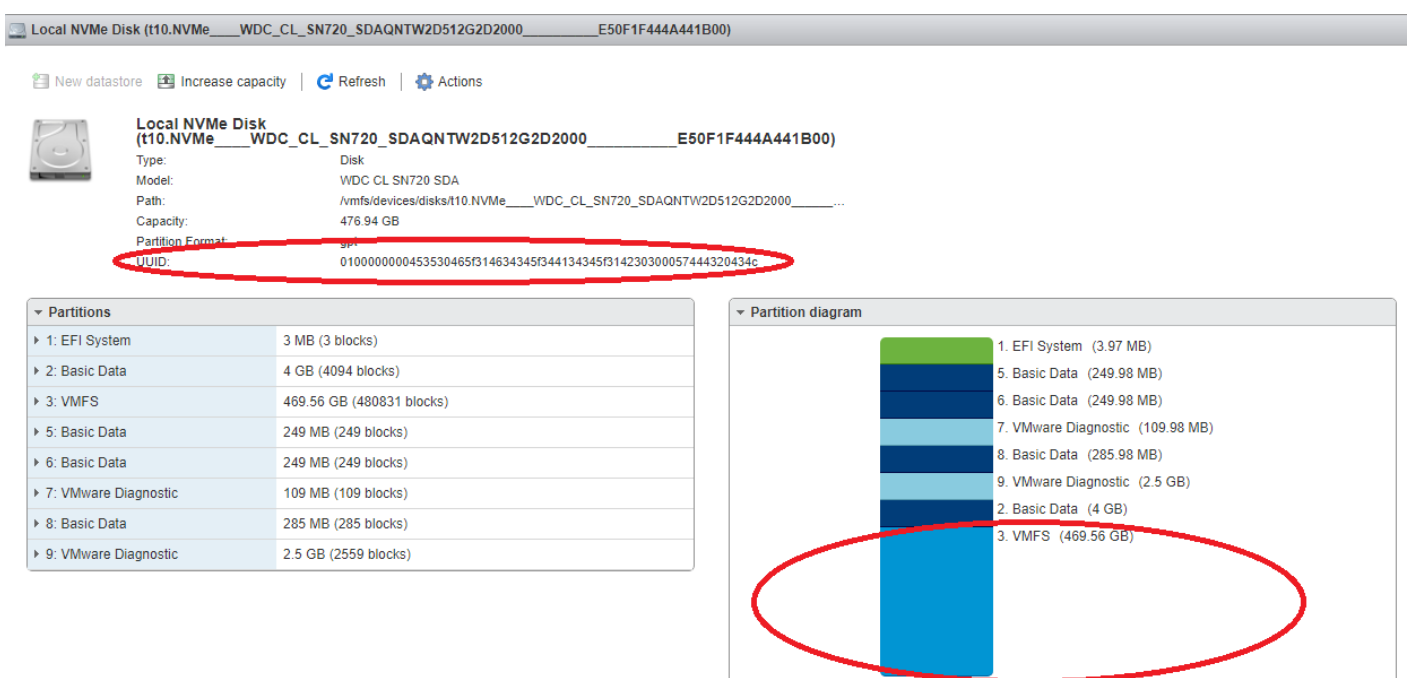 Local NVMe Disk (t10.NVMe____WDC_CL_SN720_SDAQNTW2D512G2D2000__________E50F1F444A441B00)
New datastore Increase capacity Refresh Actions
Local NVMe Disk
(t10.NVMe____WDC_CL_SN720_SDAQNTW2D512G2D2000__________E50F1F444A441B00)
Type: Disk
Model: WDC CL SN720 SDA
Path: /vmfs/devices/disks/t10.NVMe____WDC_CL_SN720_SDAQNTW2D512G2D2000______...
Capacity: 476.94 GB
Partition Format: gpt
UUID: 0100000000453530465f314634345f344134345f314230300057444320434c
Partitions
1: EFI System 3 MB (3 blocks)
2: Basic Data 4 GB (4094 blocks)
3: VMFS 469.56 GB (480831 blocks)
5: Basic Data 249 MB (249 blocks)
6: Basic Data 249 MB (249 blocks)
7: VMware Diagnostic 109 MB (109 blocks)
8: Basic Data 285 MB (285 blocks)
9: VMware Diagnostic 2.5 GB (2559 blocks)
Partition diagram
1. EFI System (3.97 MB)
5. Basic Data (249.98 MB)
6. Basic Data (249.98 MB)
7. VMware Diagnostic (109.98 MB)
8. Basic Data (285.98 MB)
9. VMware Diagnostic (2.5 GB)
2. Basic Data (4 GB)
3. VMFS (469.56 GB)